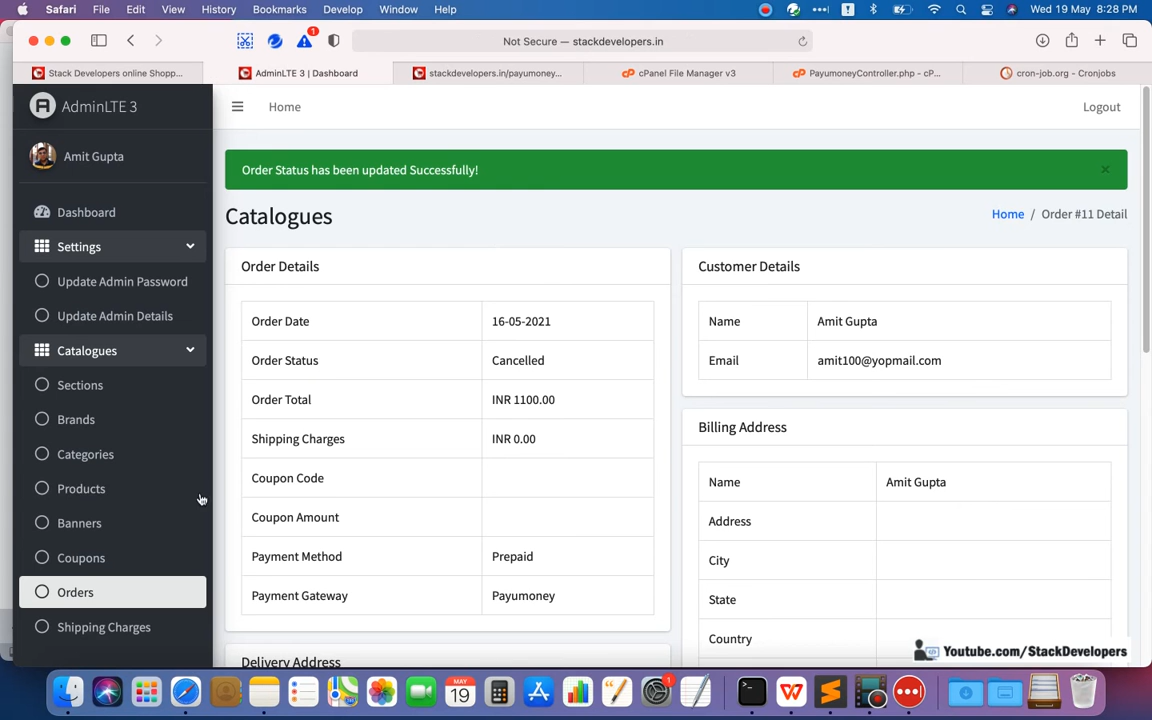 Safari File Edit View History Bookmarks Develop Window Help Wed 19 May 8:28 PM
1
Not Secure — stackdevelopers.in
Stack Developers online Shopp...
AdminLTE 3 | Dashboard
stackdevelopers.in/payumoney...
cPanel File Manager v3
PayumoneyController.php - cP...
cron-job.org - Cronjobs
AdminLTE 3
Home
Logout
Amit Gupta
Dashboard
Settings
Update Admin Password
Update Admin Details
Catalogues
Sections
Brands
Categories
Products
Banners
Coupons
Orders
Shipping Charges
Order Status has been updated Successfully! ×
Catalogues
Home / Order #11 Detail
Order Details
Order Date 16-05-2021
Order Status Cancelled
Order Total INR 1100.00
Shipping Charges INR 0.00
Coupon Code
Coupon Amount
Payment Method Prepaid
Payment Gateway Payumoney
Delivery Address
Customer Details
Name Amit Gupta
Email amit100@yopmail.com
Billing Address
Name Amit Gupta
Address
City
State
Country
Youtube.com/StackDevelopers
MAY
19
1